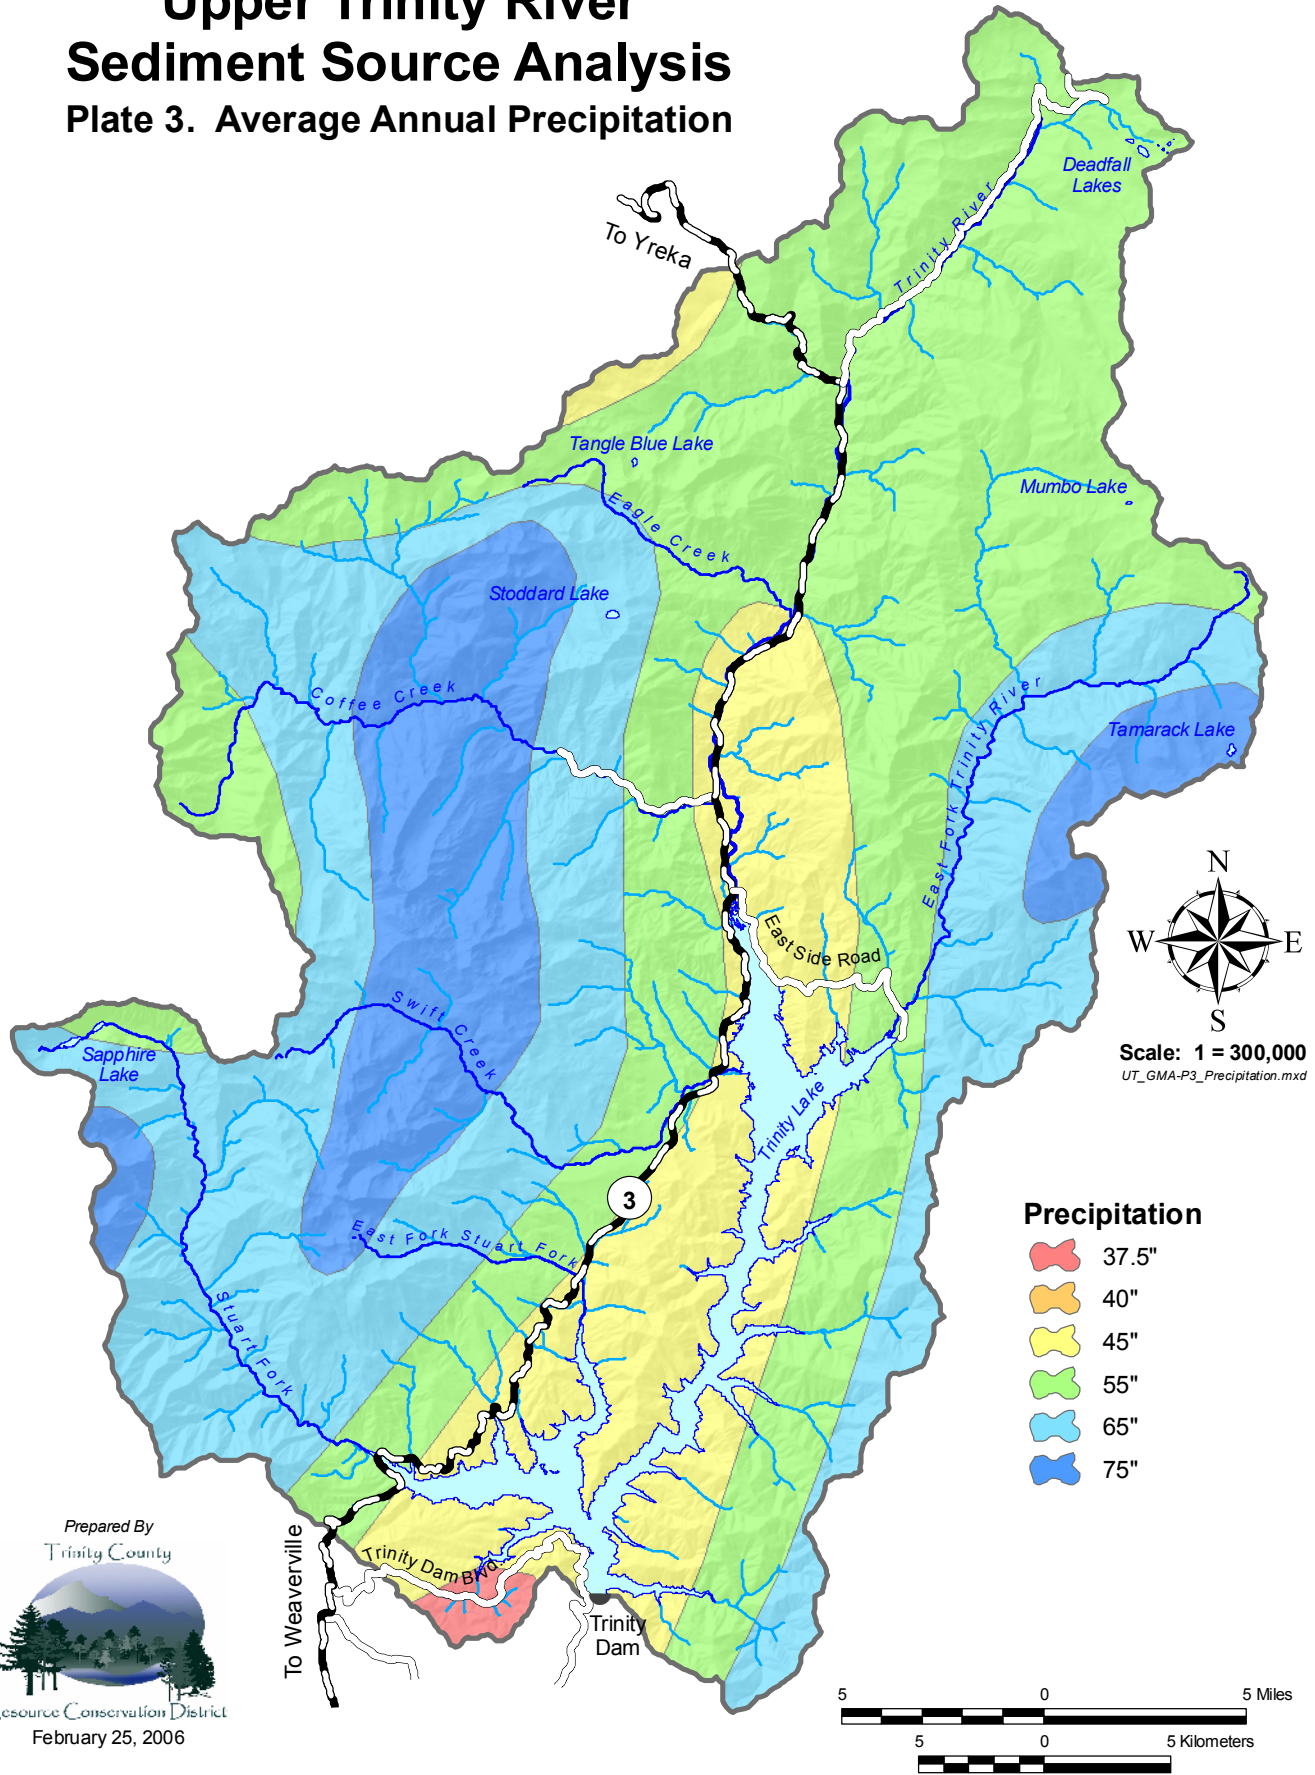 Upper Trinity River
Sediment Source Analysis
Plate 3. Average Annual Precipitation
Deadfall
Lakes
Trinity River
To Yreka
Tangle Blue Lake
Mumbo Lake
Eagle Creek
Stoddard Lake
Coffee Creek
East Fork Trinity River
Tamarack Lake
N
W
E
S
Scale: 1 = 300,000
UT_GMA-P3_Precipitation.mxd
East Side Road
Swift Creek
Sapphire
Lake
Trinity Lake
3
East Fork Stuart Fork
Stuart Fork
Precipitation
37.5"
40"
45"
55"
65"
75"
Trinity Dam Blvd.
Trinity
Dam
To Weaverville
Prepared By
Trinity County
esource Conservation District
February 25, 2006
5 0 5 Miles
5 0 5 Kilometers